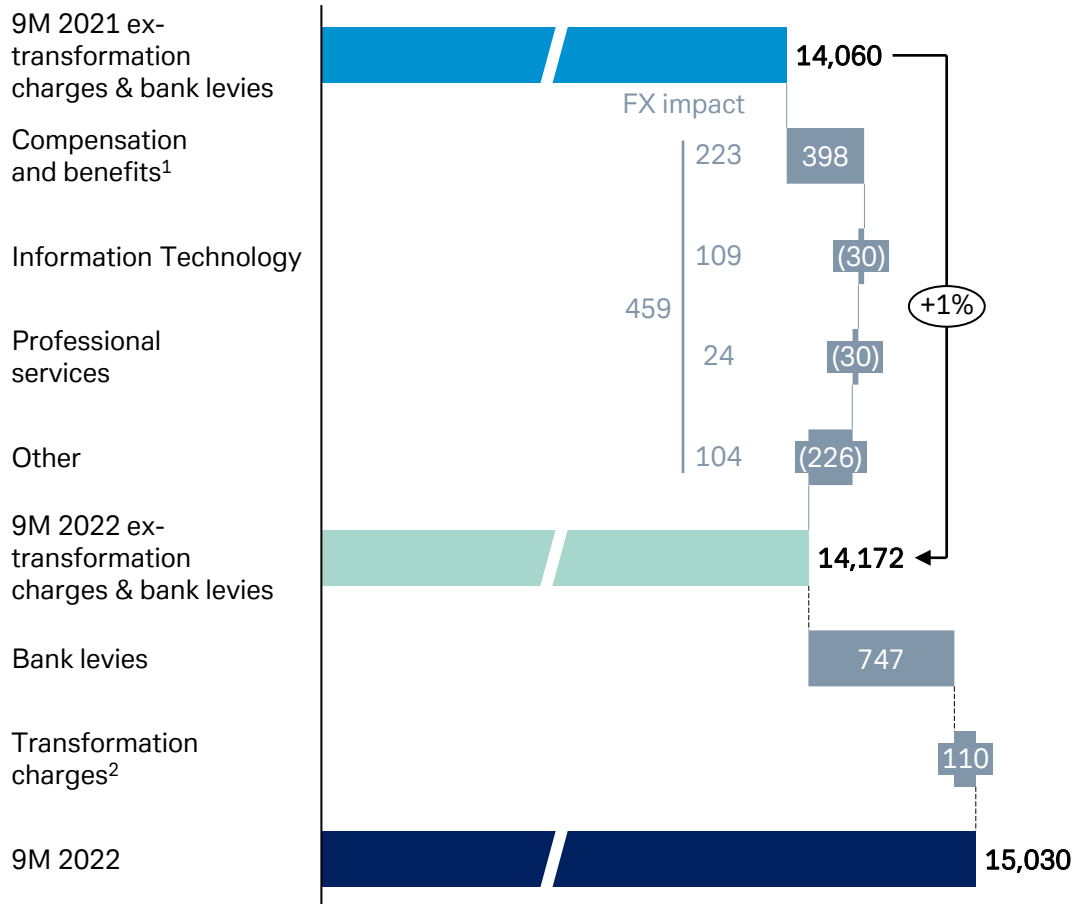 9M 2021 ex-
transformation
charges & bank levies
14,060
FX impact
Compensation
and benefits¹
223
398
Information Technology
109
(30)
459
+1%
Professional
services
24
(30)
Other
104
(226)
9M 2022 ex-
transformation
charges & bank levies
14,172
Bank levies
747
Transformation
charges²
110
9M 2022
15,030